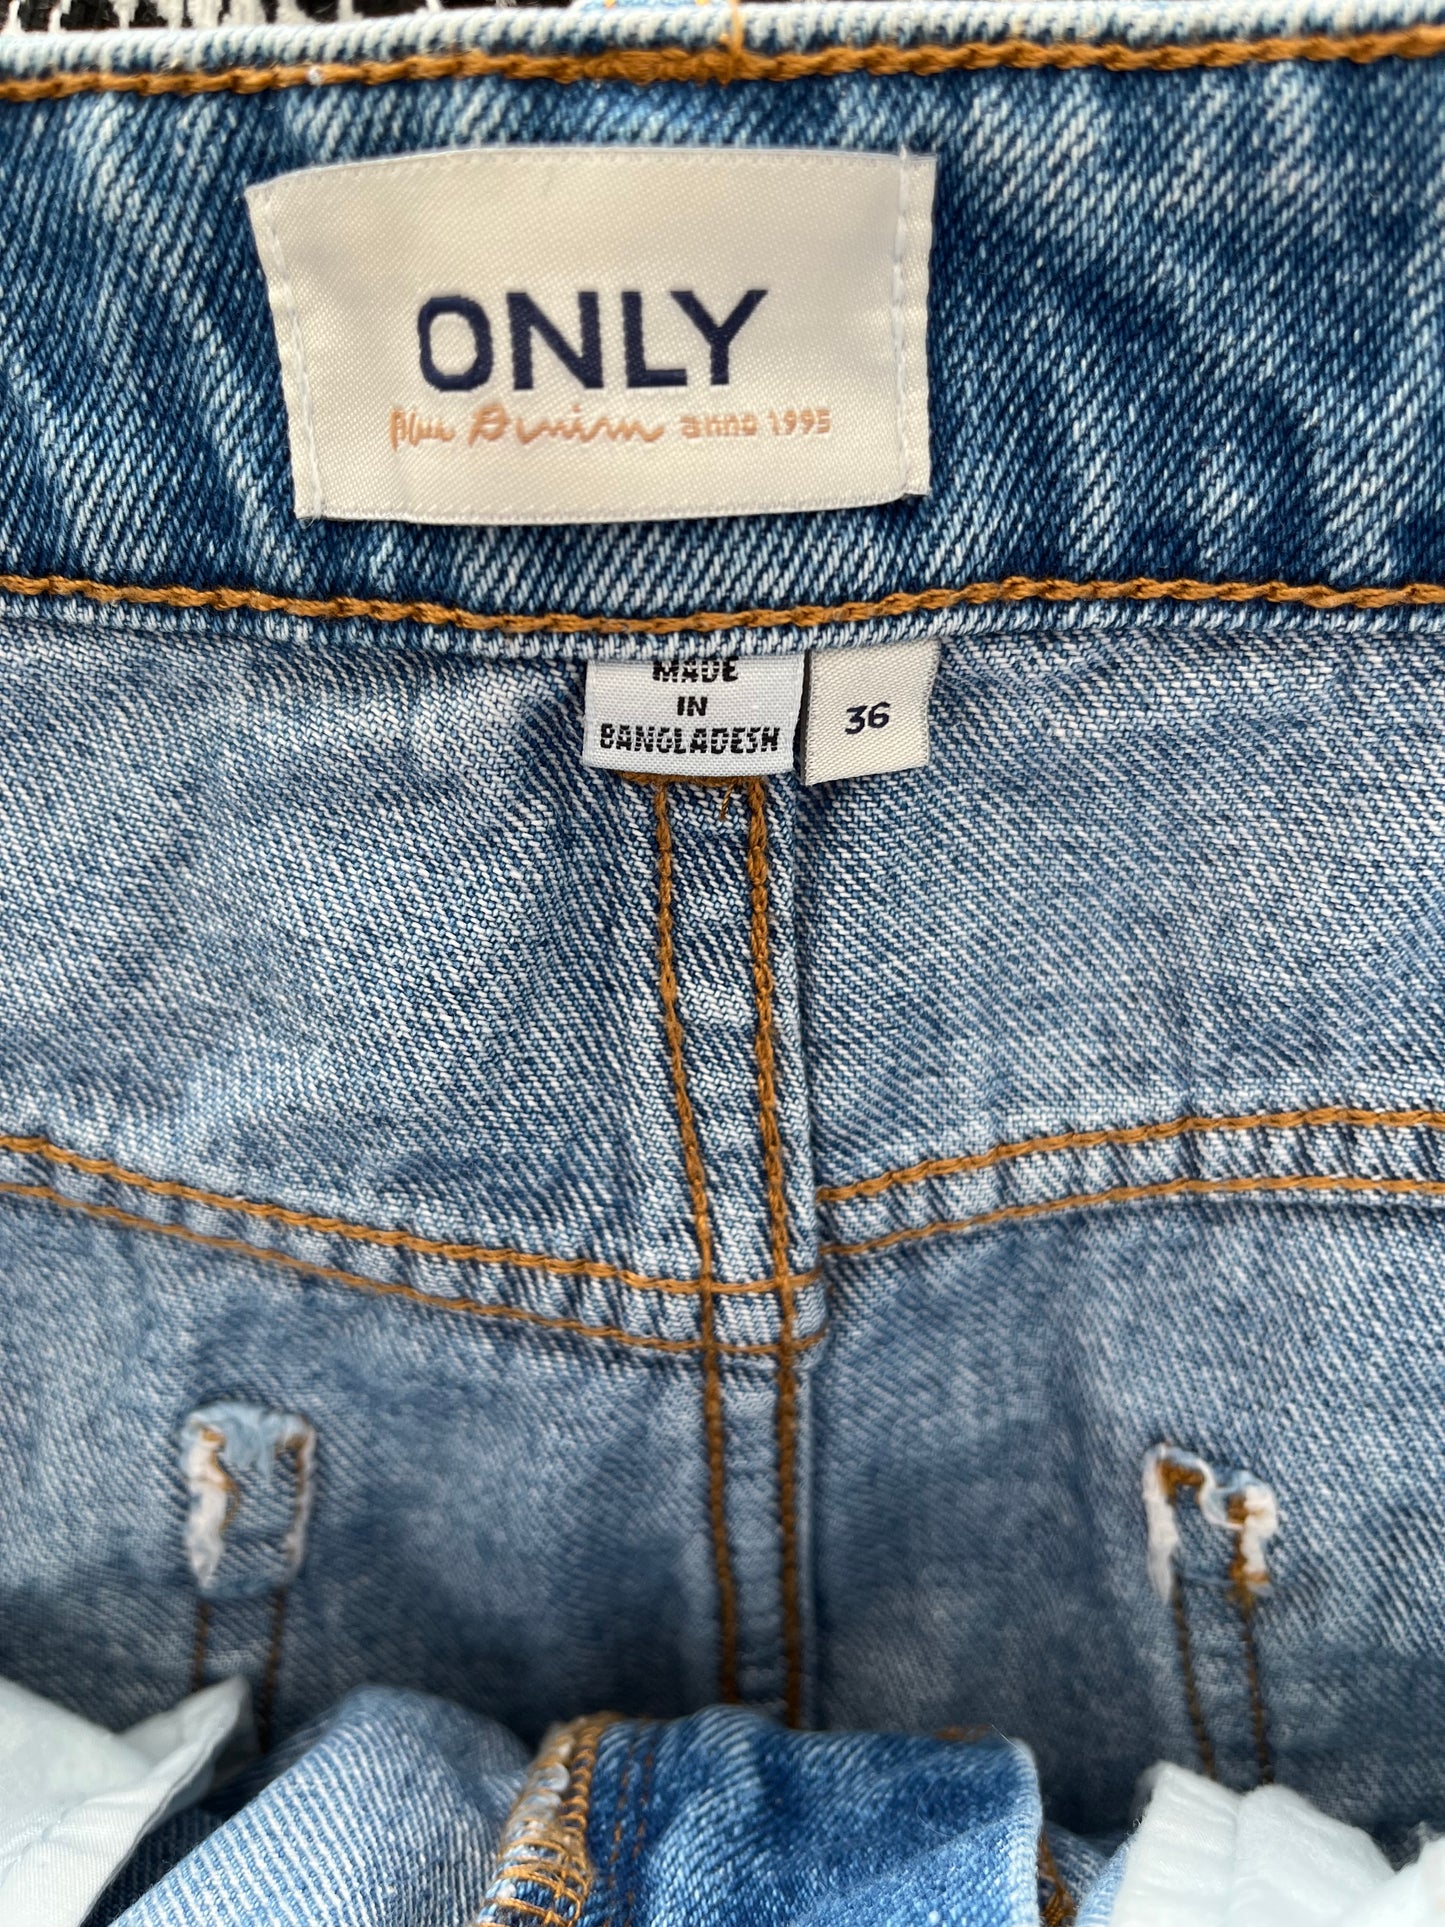 ONLY
Blue Denim anno 1995
MADE
IN
BANGLADESH
36